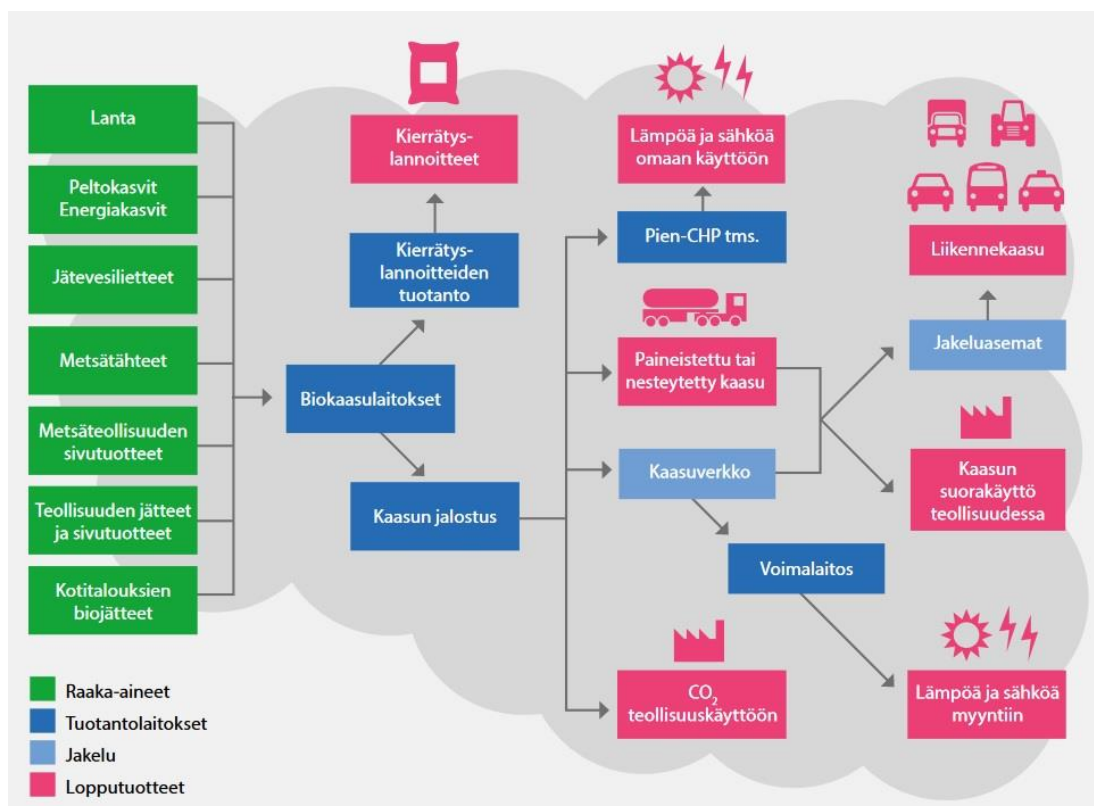 Lanta
Peltokasvit
Energiakasvit
Jätevesilietteet
Metsätähteet
Metsäteollisuuden
sivutuotteet
Teollisuuden jätteet
ja sivutuotteet
Kotitalouksien
biojätteet
Biokaasulaitokset
Kierrätys-
lannoitteet
Kierrätys-
lannoitteiden
tuotanto
Kaasun jalostus
Lämpöä ja sähköä
omaan käyttöön
Pien-CHP tms.
Paineistettu tai
nesteytetty kaasu
Kaasuverkko
Voimalaitos
CO₂
teollisuuskäyttöön
Liikennekaasu
Jakeluasemat
Kaasun
suorakäyttö
teollisuudessa
Lämpöä ja sähköä
myyntiin
Raaka-aineet
Tuotantolaitokset
Jakelu
Lopputuotteet